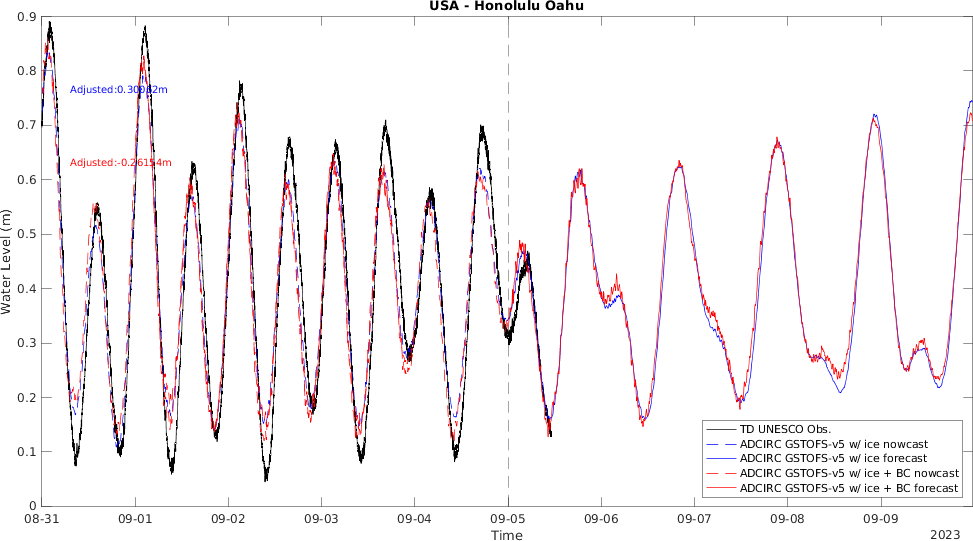 USA - Honolulu Oahu
0.9
0.8
0.7
0.6
0.5
0.4
0.3
0.2
0.1
0
Water Level (m)
Adjusted:0.30062m
Adjusted:-0.26154m
TD UNESCO Obs.
ADCIRC GSTOFS-v5 w/ ice nowcast
ADCIRC GSTOFS-v5 w/ ice forecast
ADCIRC GSTOFS-v5 w/ ice + BC nowcast
ADCIRC GSTOFS-v5 w/ ice + BC forecast
08-31 09-01 09-02 09-03 09-04 09-05 09-06 09-07 09-08 09-09
Time
2023